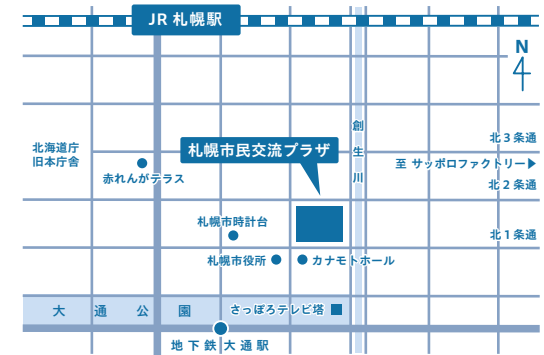 JR 札幌駅
N
創生川
北3条通
北海道庁
旧本庁舎
札幌市民交流プラザ
至 サッポロファクトリー▶
赤れんがテラス
北2条通
札幌市時計台
北1条通
札幌市役所
カナモトホール
大通公園
さっぽろテレビ塔
地下鉄大通駅